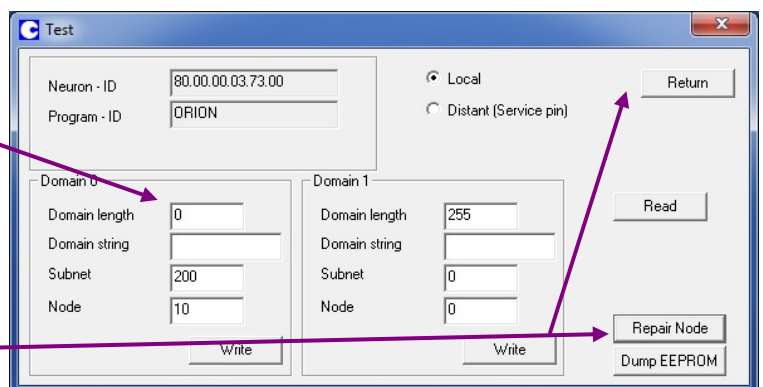 Test
Neuron - ID 80.00.00.03.73.00
Program - ID ORION
Local
Distant (Service pin)
Return
Domain 0
Domain length 0
Domain string
Subnet 200
Node 10
Write
Domain 1
Domain length 255
Domain string
Subnet 0
Node 0
Write
Read
Repair Node
Dump EEPROM